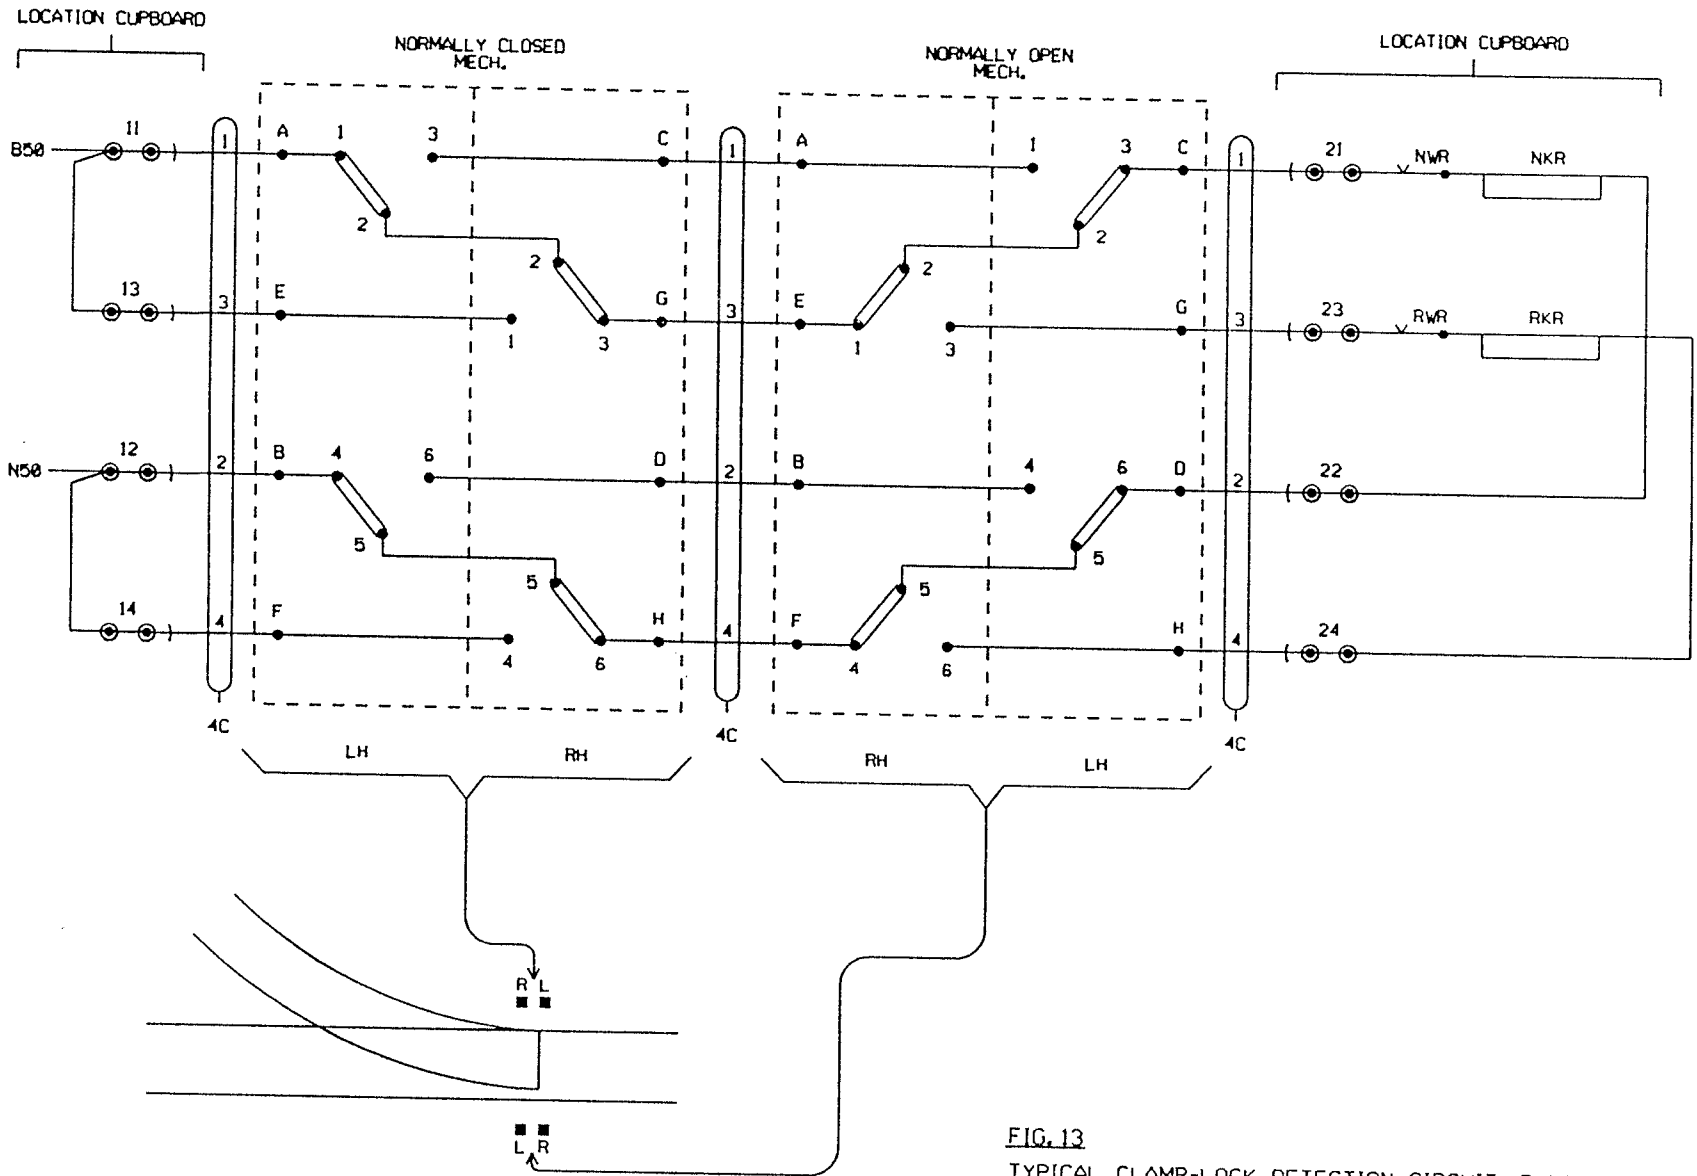 LOCATION CUPBOARD
NORMALLY CLOSED
MECH.
NORMALLY OPEN
MECH.
LOCATION CUPBOARD
B50
11
1
A
1
3
C
1
A
1
3
C
1
21
NWR
NKR
2
2
2
2
13
3
E
1
3
G
3
E
1
3
G
3
23
RWR
RKR
N50
12
2
B
4
6
D
2
B
4
6
D
2
22
5
5
5
5
14
4
F
4
6
H
4
F
4
6
H
4
24
4C
4C
4C
LH
RH
RH
LH
R L
L R
FIG. 13